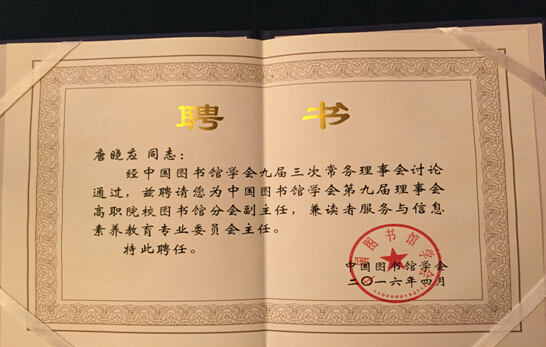 聘 书
唐晓应 同志：
经中国图书馆学会九届三次常务理事会讨论
通过，兹聘请您为中国图书馆学会第九届理事会
高职院校图书馆分会副主任，兼读者服务与信息
素养教育专业委员会主任。
特此聘任。
中国图书馆学会
二〇一六年四月